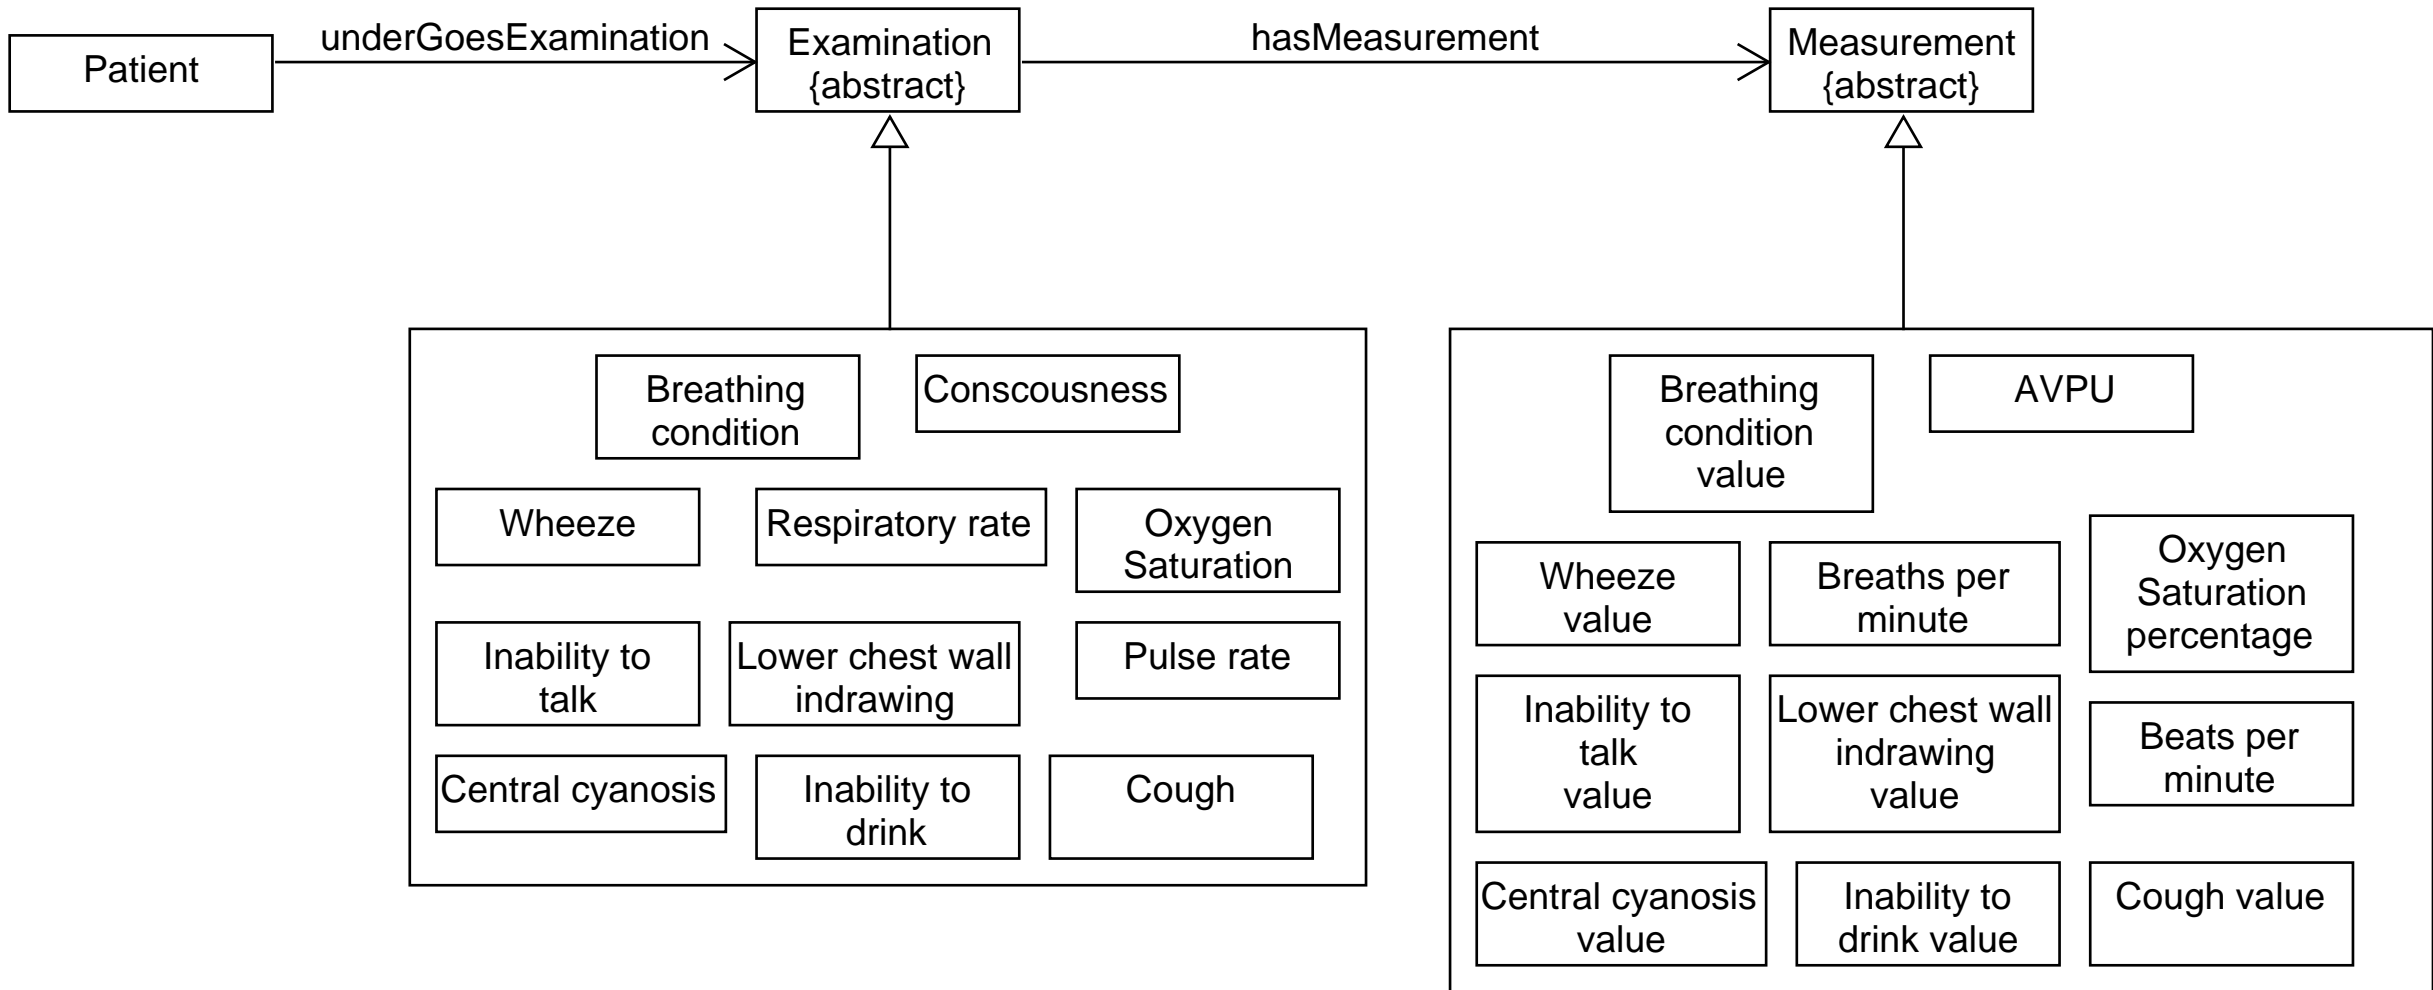 Patient
underGoesExamination
Examination
{abstract}
hasMeasurement
Measurement
{abstract}
Breathing
condition
Conscousness
Wheeze
Respiratory rate
Oxygen
Saturation
Inability to
talk
Lower chest wall
indrawing
Pulse rate
Central cyanosis
Inability to
drink
Cough
Breathing
condition
value
AVPU
Wheeze
value
Breaths per
minute
Oxygen
Saturation
percentage
Inability to
talk
value
Lower chest wall
indrawing
value
Beats per
minute
Central cyanosis
value
Inability to
drink value
Cough value